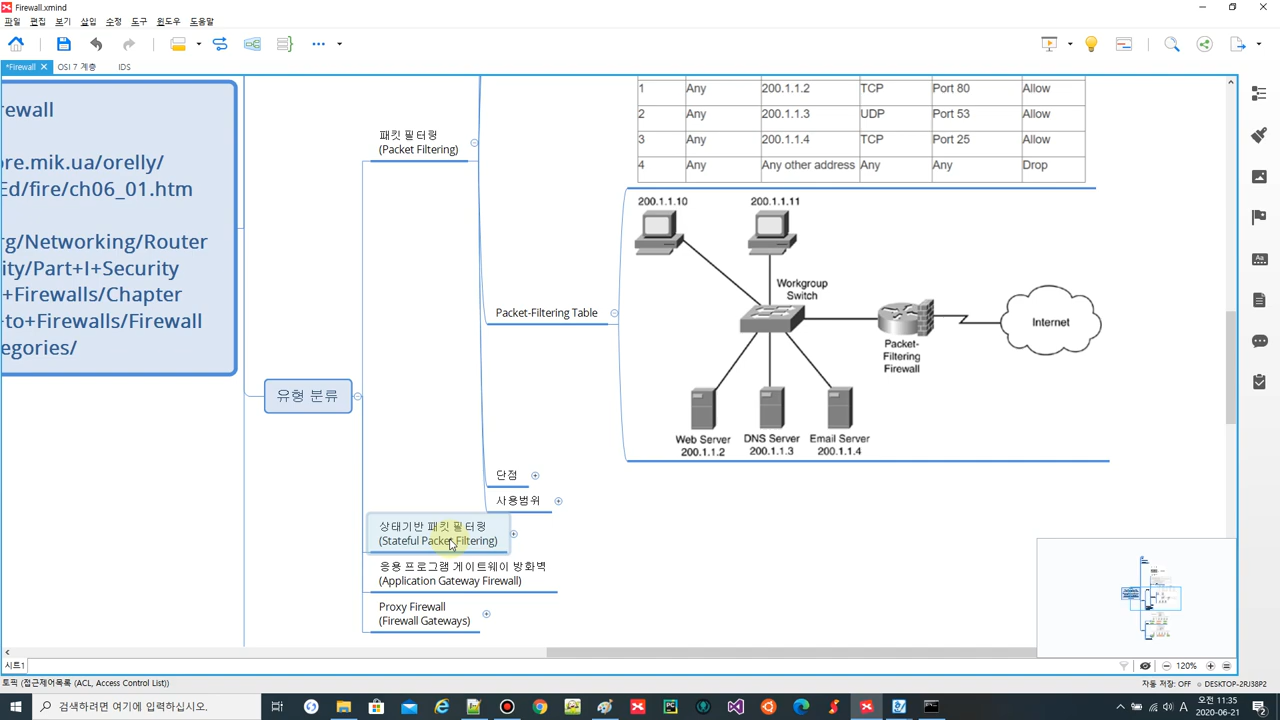 Firewall.xmind
파일 편집 보기 삽입 수정 도구 윈도우 도움말
*Firewall
OSI 7 계층
IDS
rewall
ore.mik.ua/orelly/
Ed/fire/ch06_01.htm
rg/Networking/Router
ity/Part+I+Security
+Firewalls/Chapter
-to+Firewalls/Firewall
egories/
유형 분류
패킷 필터링
(Packet Filtering)
1 Any 200.1.1.2 TCP Port 80 Allow
2 Any 200.1.1.3 UDP Port 53 Allow
3 Any 200.1.1.4 TCP Port 25 Allow
4 Any Any other address Any Any Drop
Packet-Filtering Table
200.1.1.10
200.1.1.11
Workgroup
Switch
Packet-
Filtering
Firewall
Internet
Web Server
200.1.1.2
DNS Server
200.1.1.3
Email Server
200.1.1.4
단점
사용범위
상태기반 패킷 필터링
(Stateful Packet Filtering)
응용 프로그램 게이트웨이 방화벽
(Application Gateway Firewall)
Proxy Firewall
(Firewall Gateways)
시트1
120%
토픽 (접근제어목록 (ACL, Access Control List))
자동 저장: OFF
DESKTOP-2RJ38P2
검색하려면 여기에 입력하십시오.
A
오전 11:35
2020-06-21